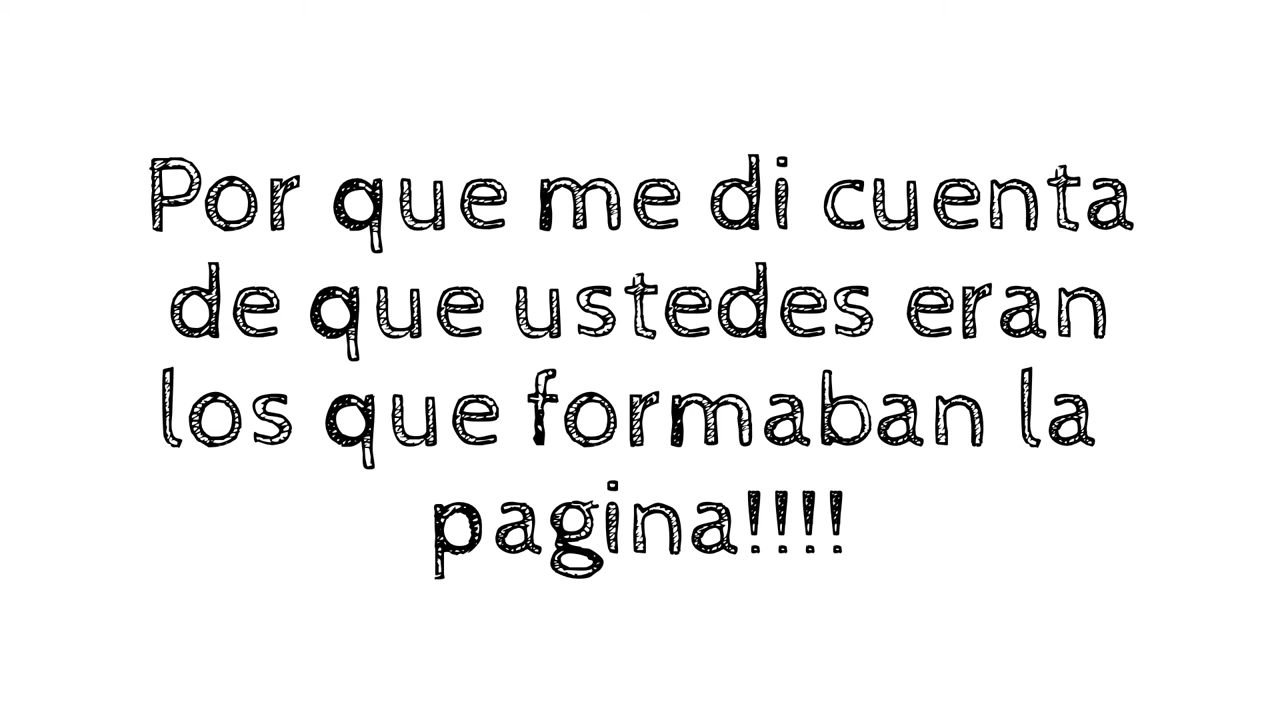 Por que me di cuenta
de que ustedes eran
los que formaban la
pagina!!!!